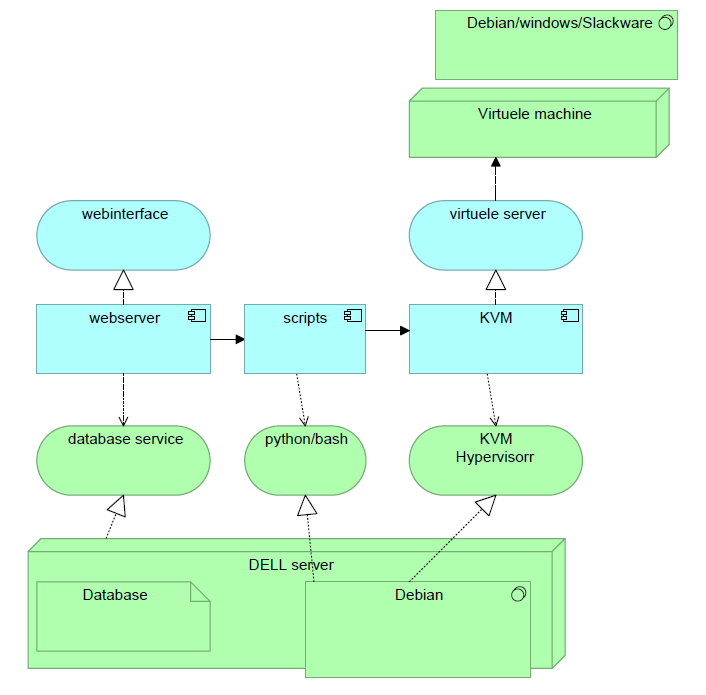 Debian/windows/Slackware
Virtuele machine
webinterface
virtuele server
webserver
scripts
KVM
database service
python/bash
KVM
Hypervisorr
DELL server
Database
Debian